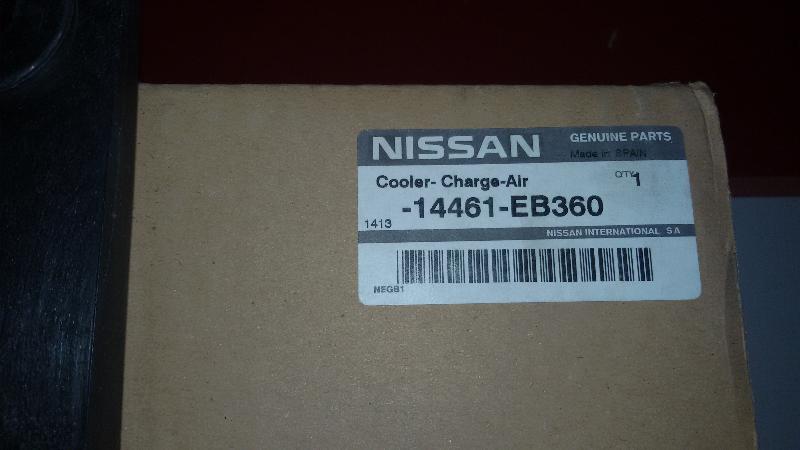 NISSAN GENUINE PARTS
Made in SPAIN
Cooler- Charge-Air QTY 1
-14461-EB360
1413
NISSAN INTERNATIONAL SA
NEGB1